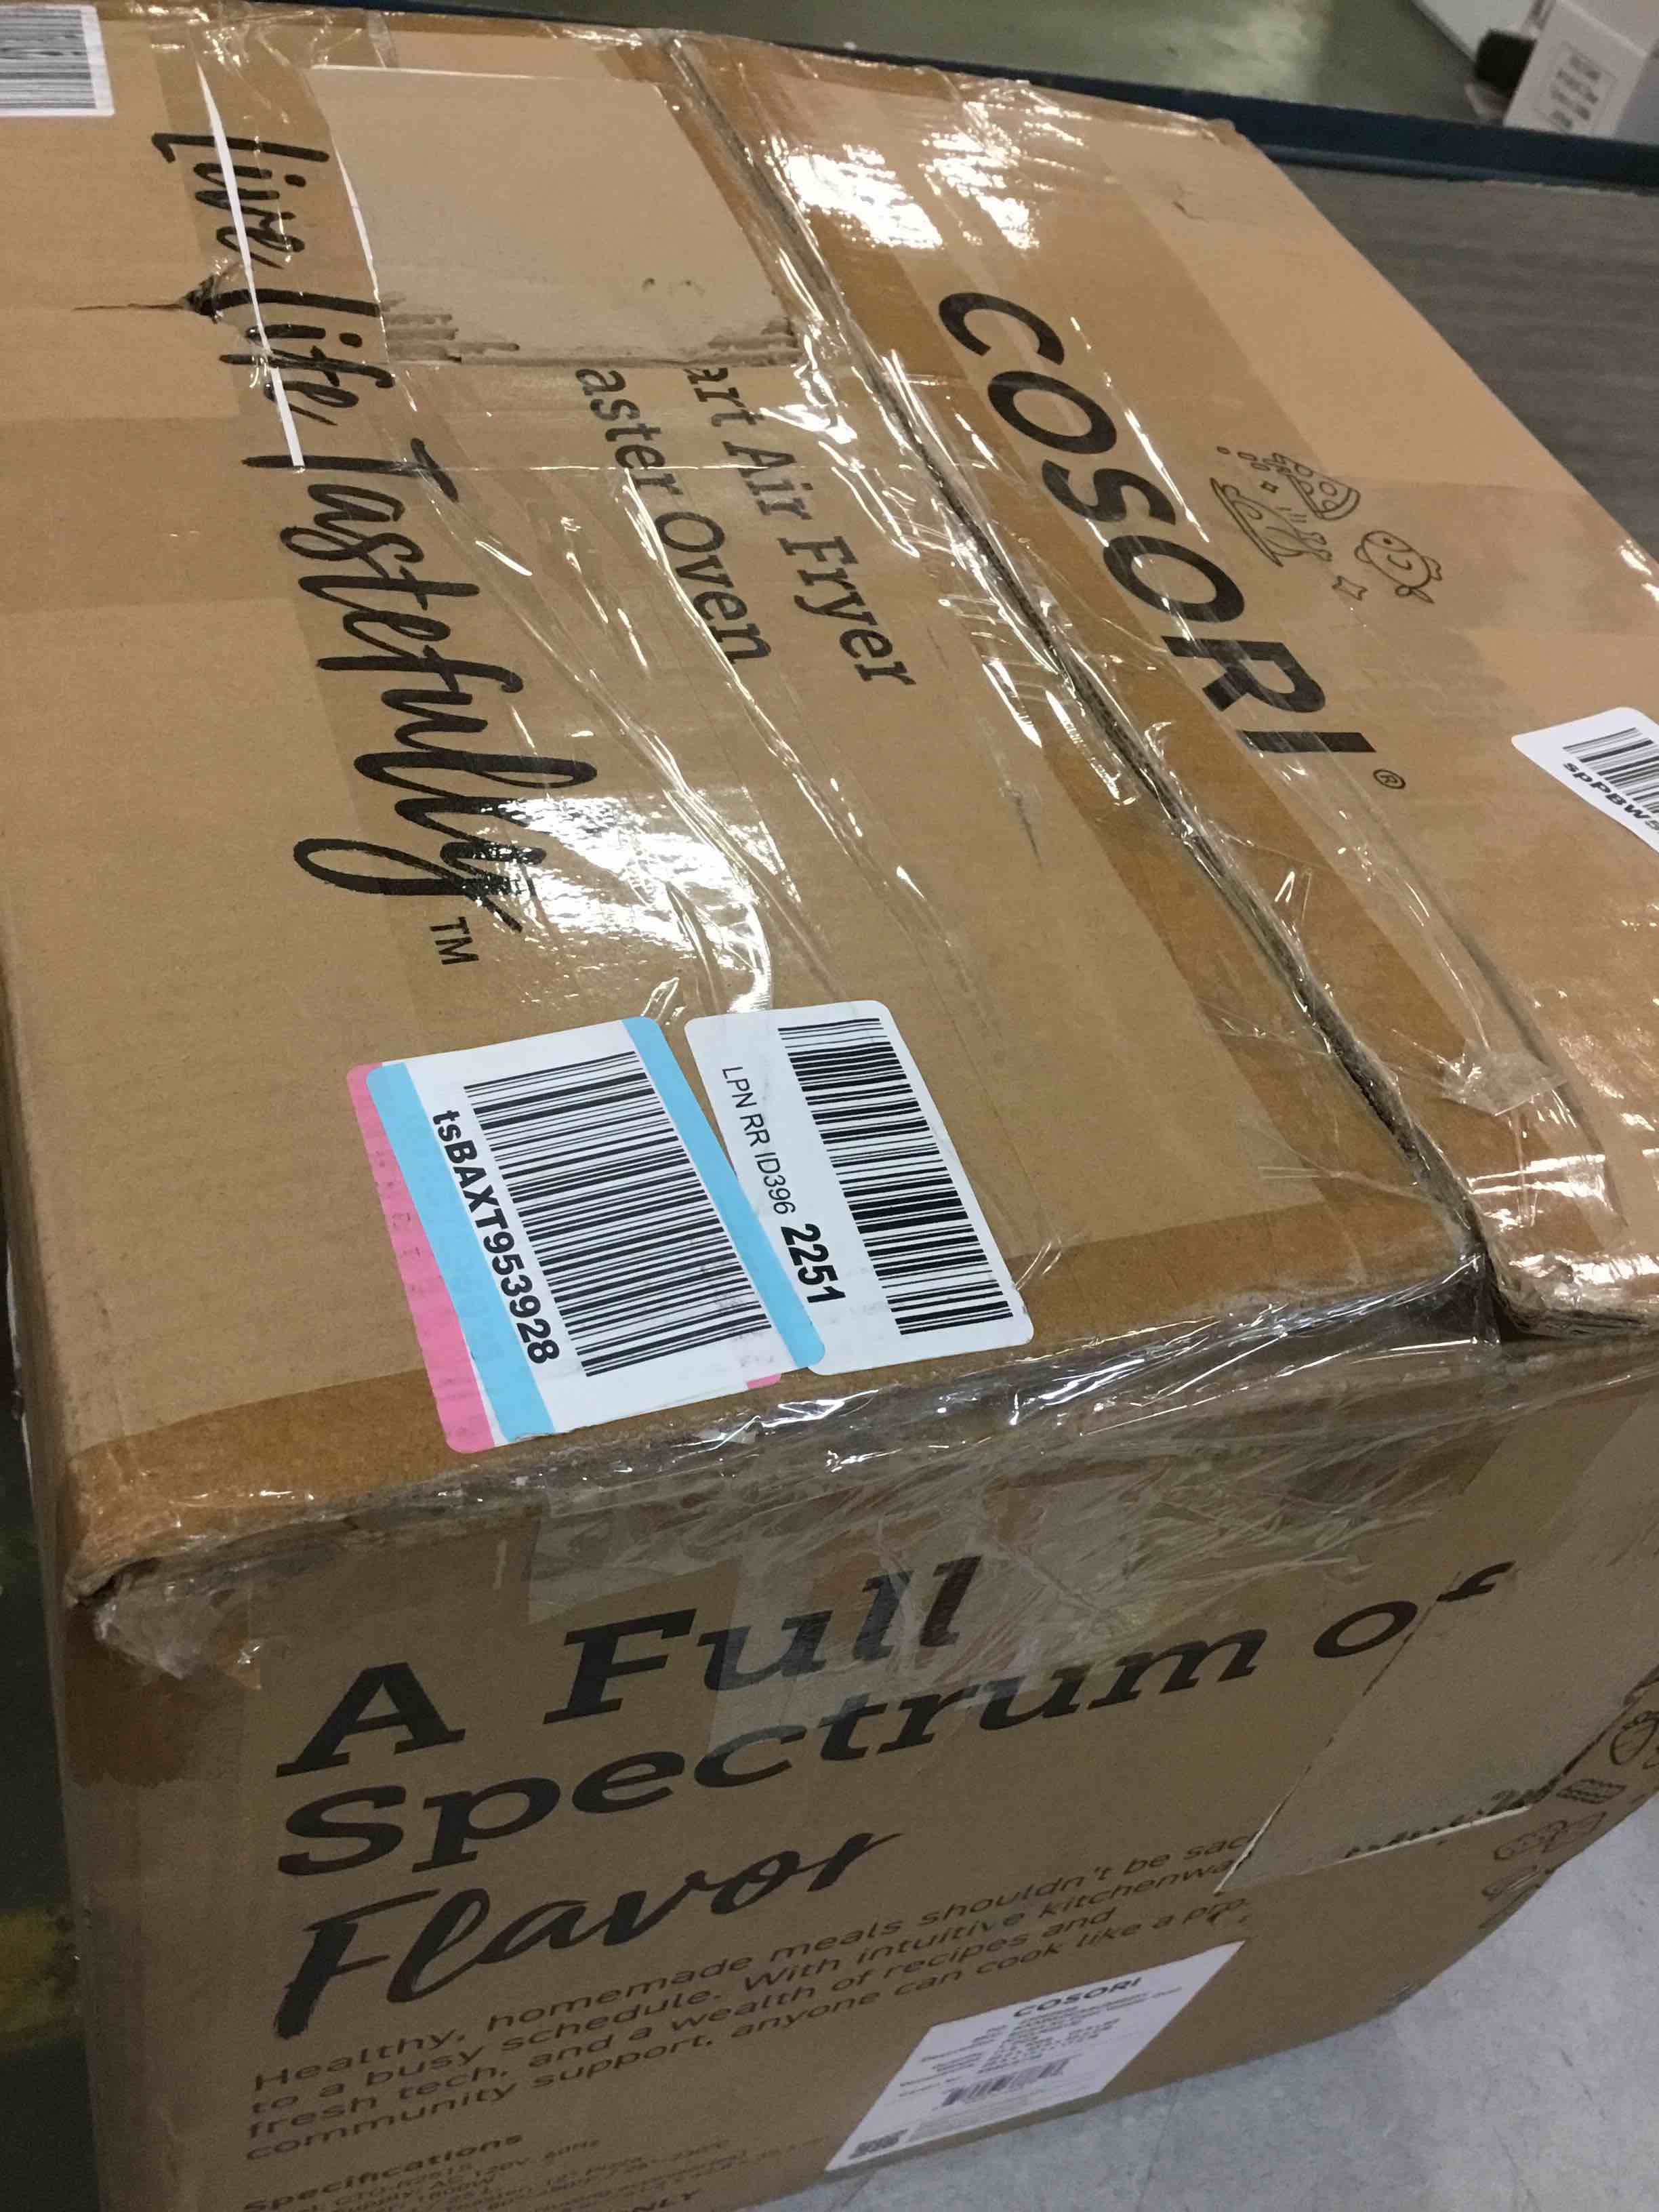 COSORI®
art Air Fryer
aster Oven
Live Life Tastefully™
spPBW5
LPN RR ID396 2251
tsBAXT953928
A Full
Spectrum of
Flavor
Healthy, homemade meals shouldn't be sac
to a busy schedule. With intuitive kitchenwa
fresh tech, and a wealth of recipes and
community support, anyone can cook like a pro.
COSORI
Specifications